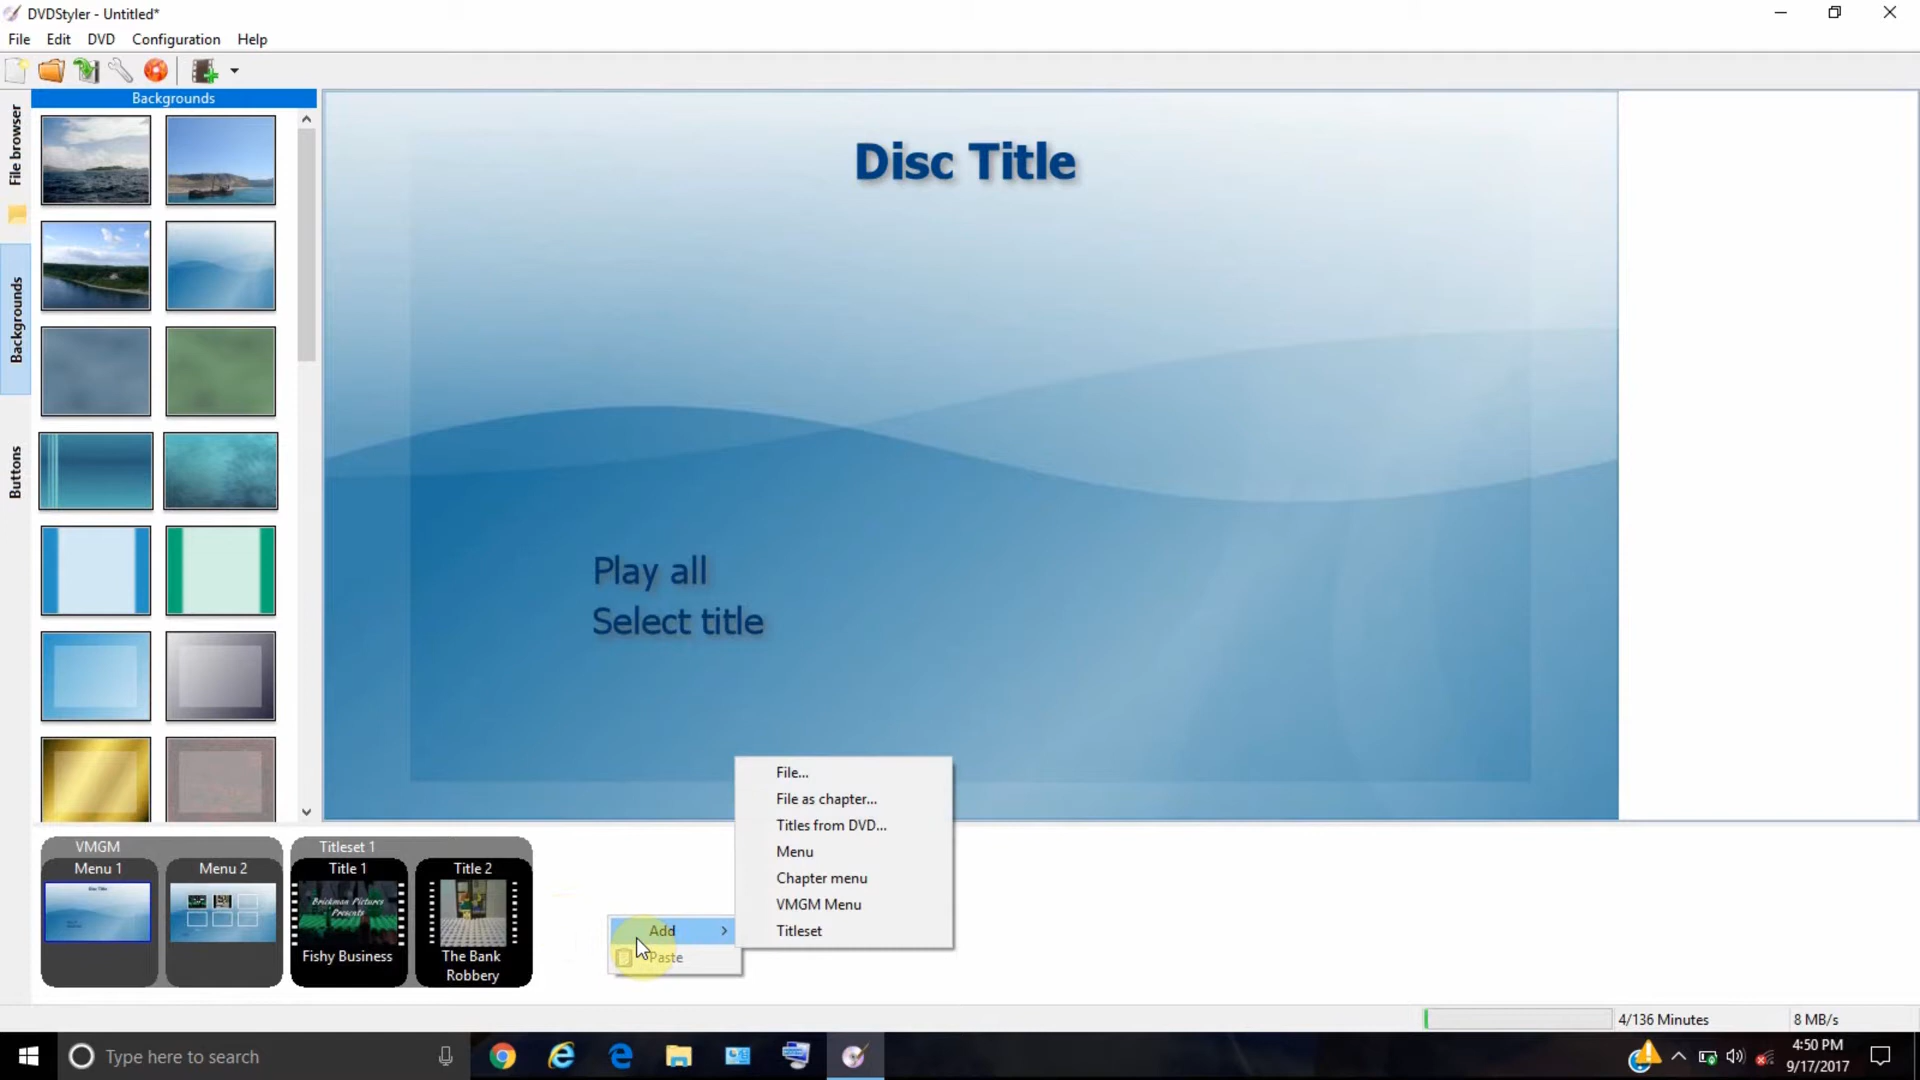 DVDStyler - Untitled*
File Edit DVD Configuration Help
Backgrounds
File browser
Backgrounds
Buttons
Disc Title
Play all
Select title
File...
File as chapter...
Titles from DVD...
Menu
Chapter menu
VMGM Menu
Titleset
Add
Paste
VMGM
Menu 1
Menu 2
Titleset 1
Title 1
Title 2
Brickman Pictures
Presents
Fishy Business
The Bank
Robbery
4/136 Minutes
8 MB/s
Type here to search
4:50 PM
9/17/2017